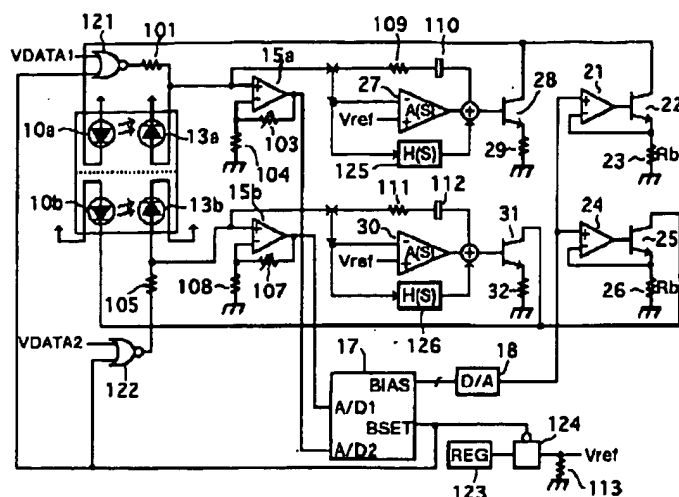 121 101 109 110
VDATA1 15a 28 21
27
A(S)
Vref
10a 13a 103 22
104 125 H(S) 29 23 Rb
10b 13b 15b 111 112 31 24
30
A(S)
Vref 25
105 108 107 H(S) 32 26 Rb
126
17 18
VDATA2 BIAS D/A
122 A/D1
BSET 124
A/D2 REG Vref
123 113